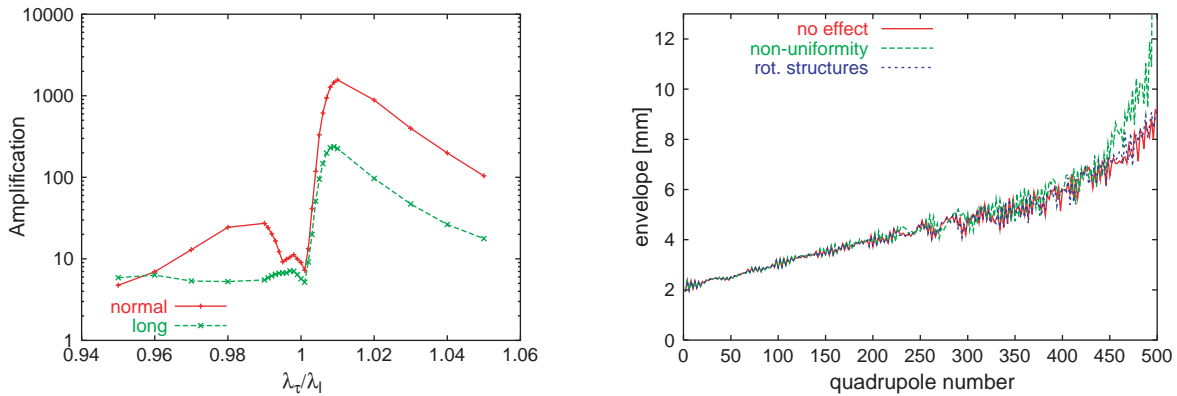 10000
1000
100
10
1
Amplification
normal
long
0.94 0.96 0.98 1 1.02 1.04 1.06
λτ/λl
12
10
8
6
4
2
0
envelope [mm]
no effect
non-uniformity
rot. structures
0 50 100 150 200 250 300 350 400 450 500
quadrupole number